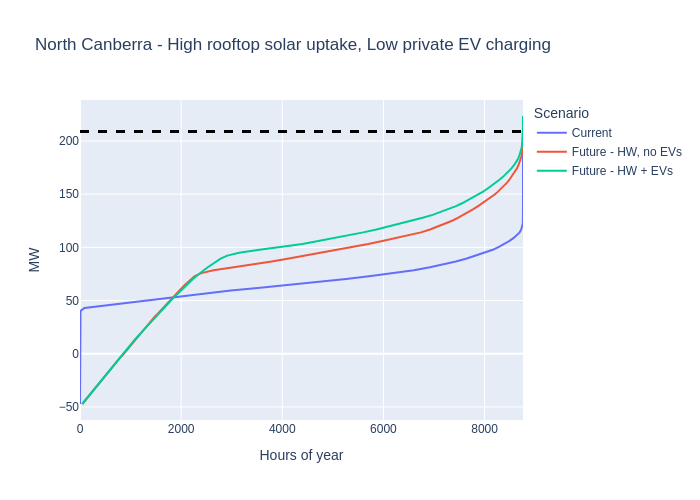 North Canberra - High rooftop solar uptake, Low private EV charging
Scenario
Current
Future - HW, no EVs
Future - HW + EVs
MW
200
150
100
50
0
−50
0 2000 4000 6000 8000
Hours of year